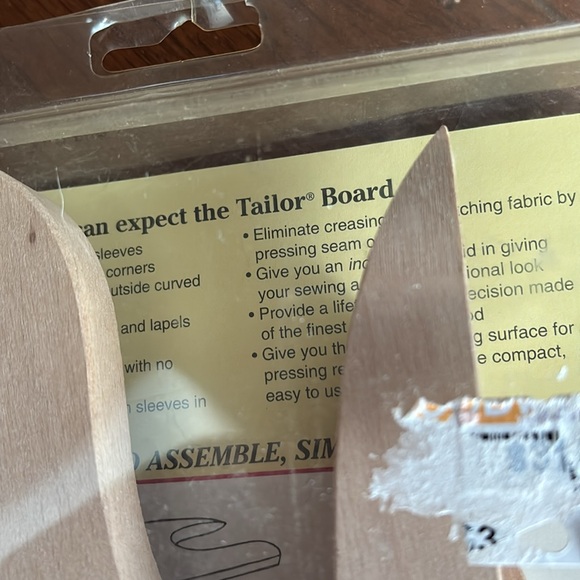 an expect the Tailor® Board
sleeves
corners
utside curved
and lapels
with no
sleeves in
• Eliminate creasing
pressing seam
• Give you an
your sewing a
• Provide a life
of the finest
• Give you th
pressing re
easy to us
ching fabric by
d in giving
ional look
ecision made
d
g surface for
e compact,
ASSEMBLE, SIM